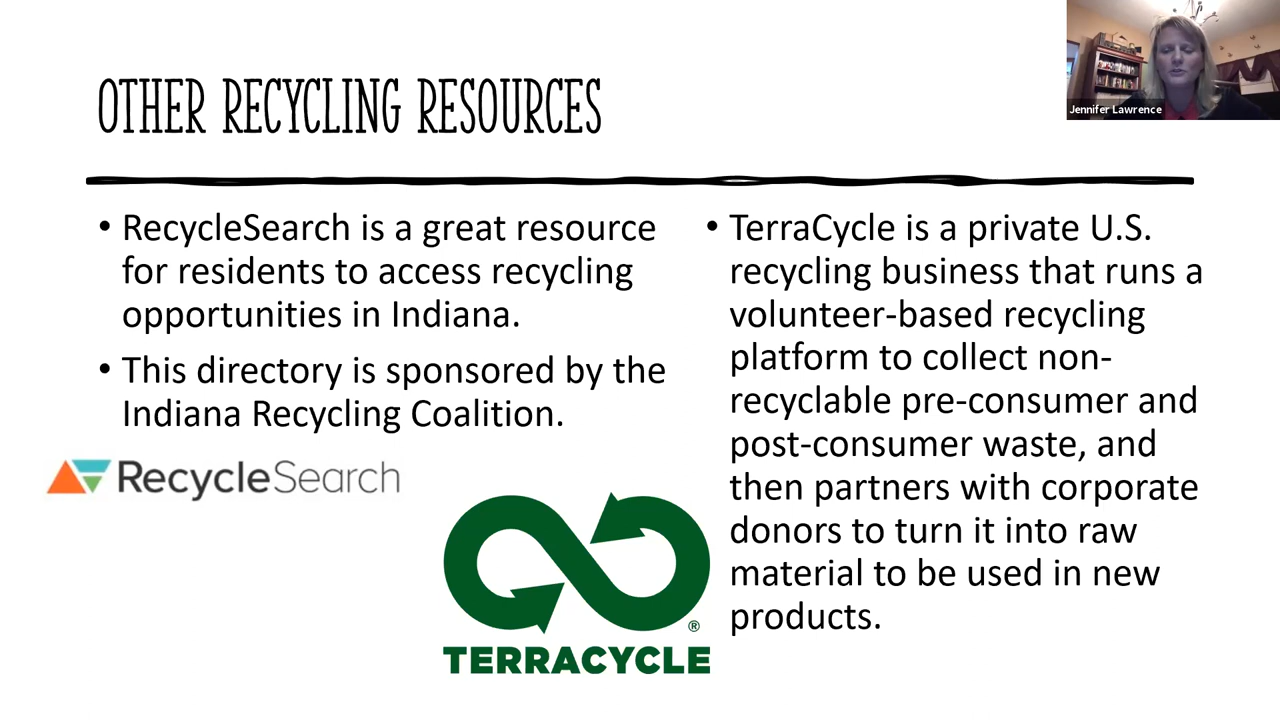 OTHER RECYCLING RESOURCES
Jennifer Lawrence
• RecycleSearch is a great resource
for residents to access recycling
opportunities in Indiana.
• This directory is sponsored by the
Indiana Recycling Coalition.
RecycleSearch
® 
TERRACYCLE
• TerraCycle is a private U.S.
recycling business that runs a
volunteer-based recycling
platform to collect non-
recyclable pre-consumer and
post-consumer waste, and
then partners with corporate
donors to turn it into raw
material to be used in new
products.